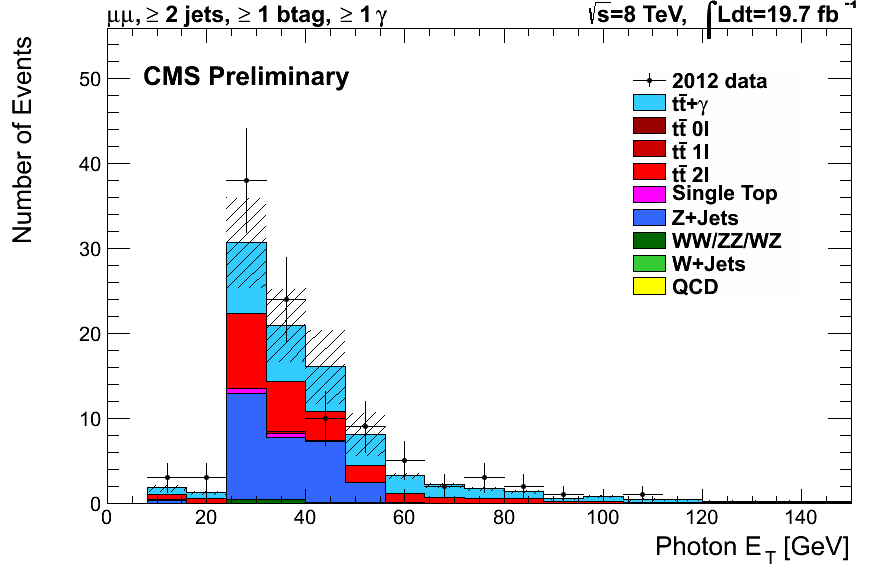 μμ, ≥ 2 jets, ≥ 1 btag, ≥ 1 γ
√s=8 TeV, ∫Ldt=19.7 fb⁻¹
CMS Preliminary
2012 data
tt̄+γ
tt̄ 0l
tt̄ 1l
tt̄ 2l
Single Top
Z+Jets
WW/ZZ/WZ
W+Jets
QCD
Number of Events
50
40
30
20
10
0
0 20 40 60 80 100 120 140
Photon E_T [GeV]